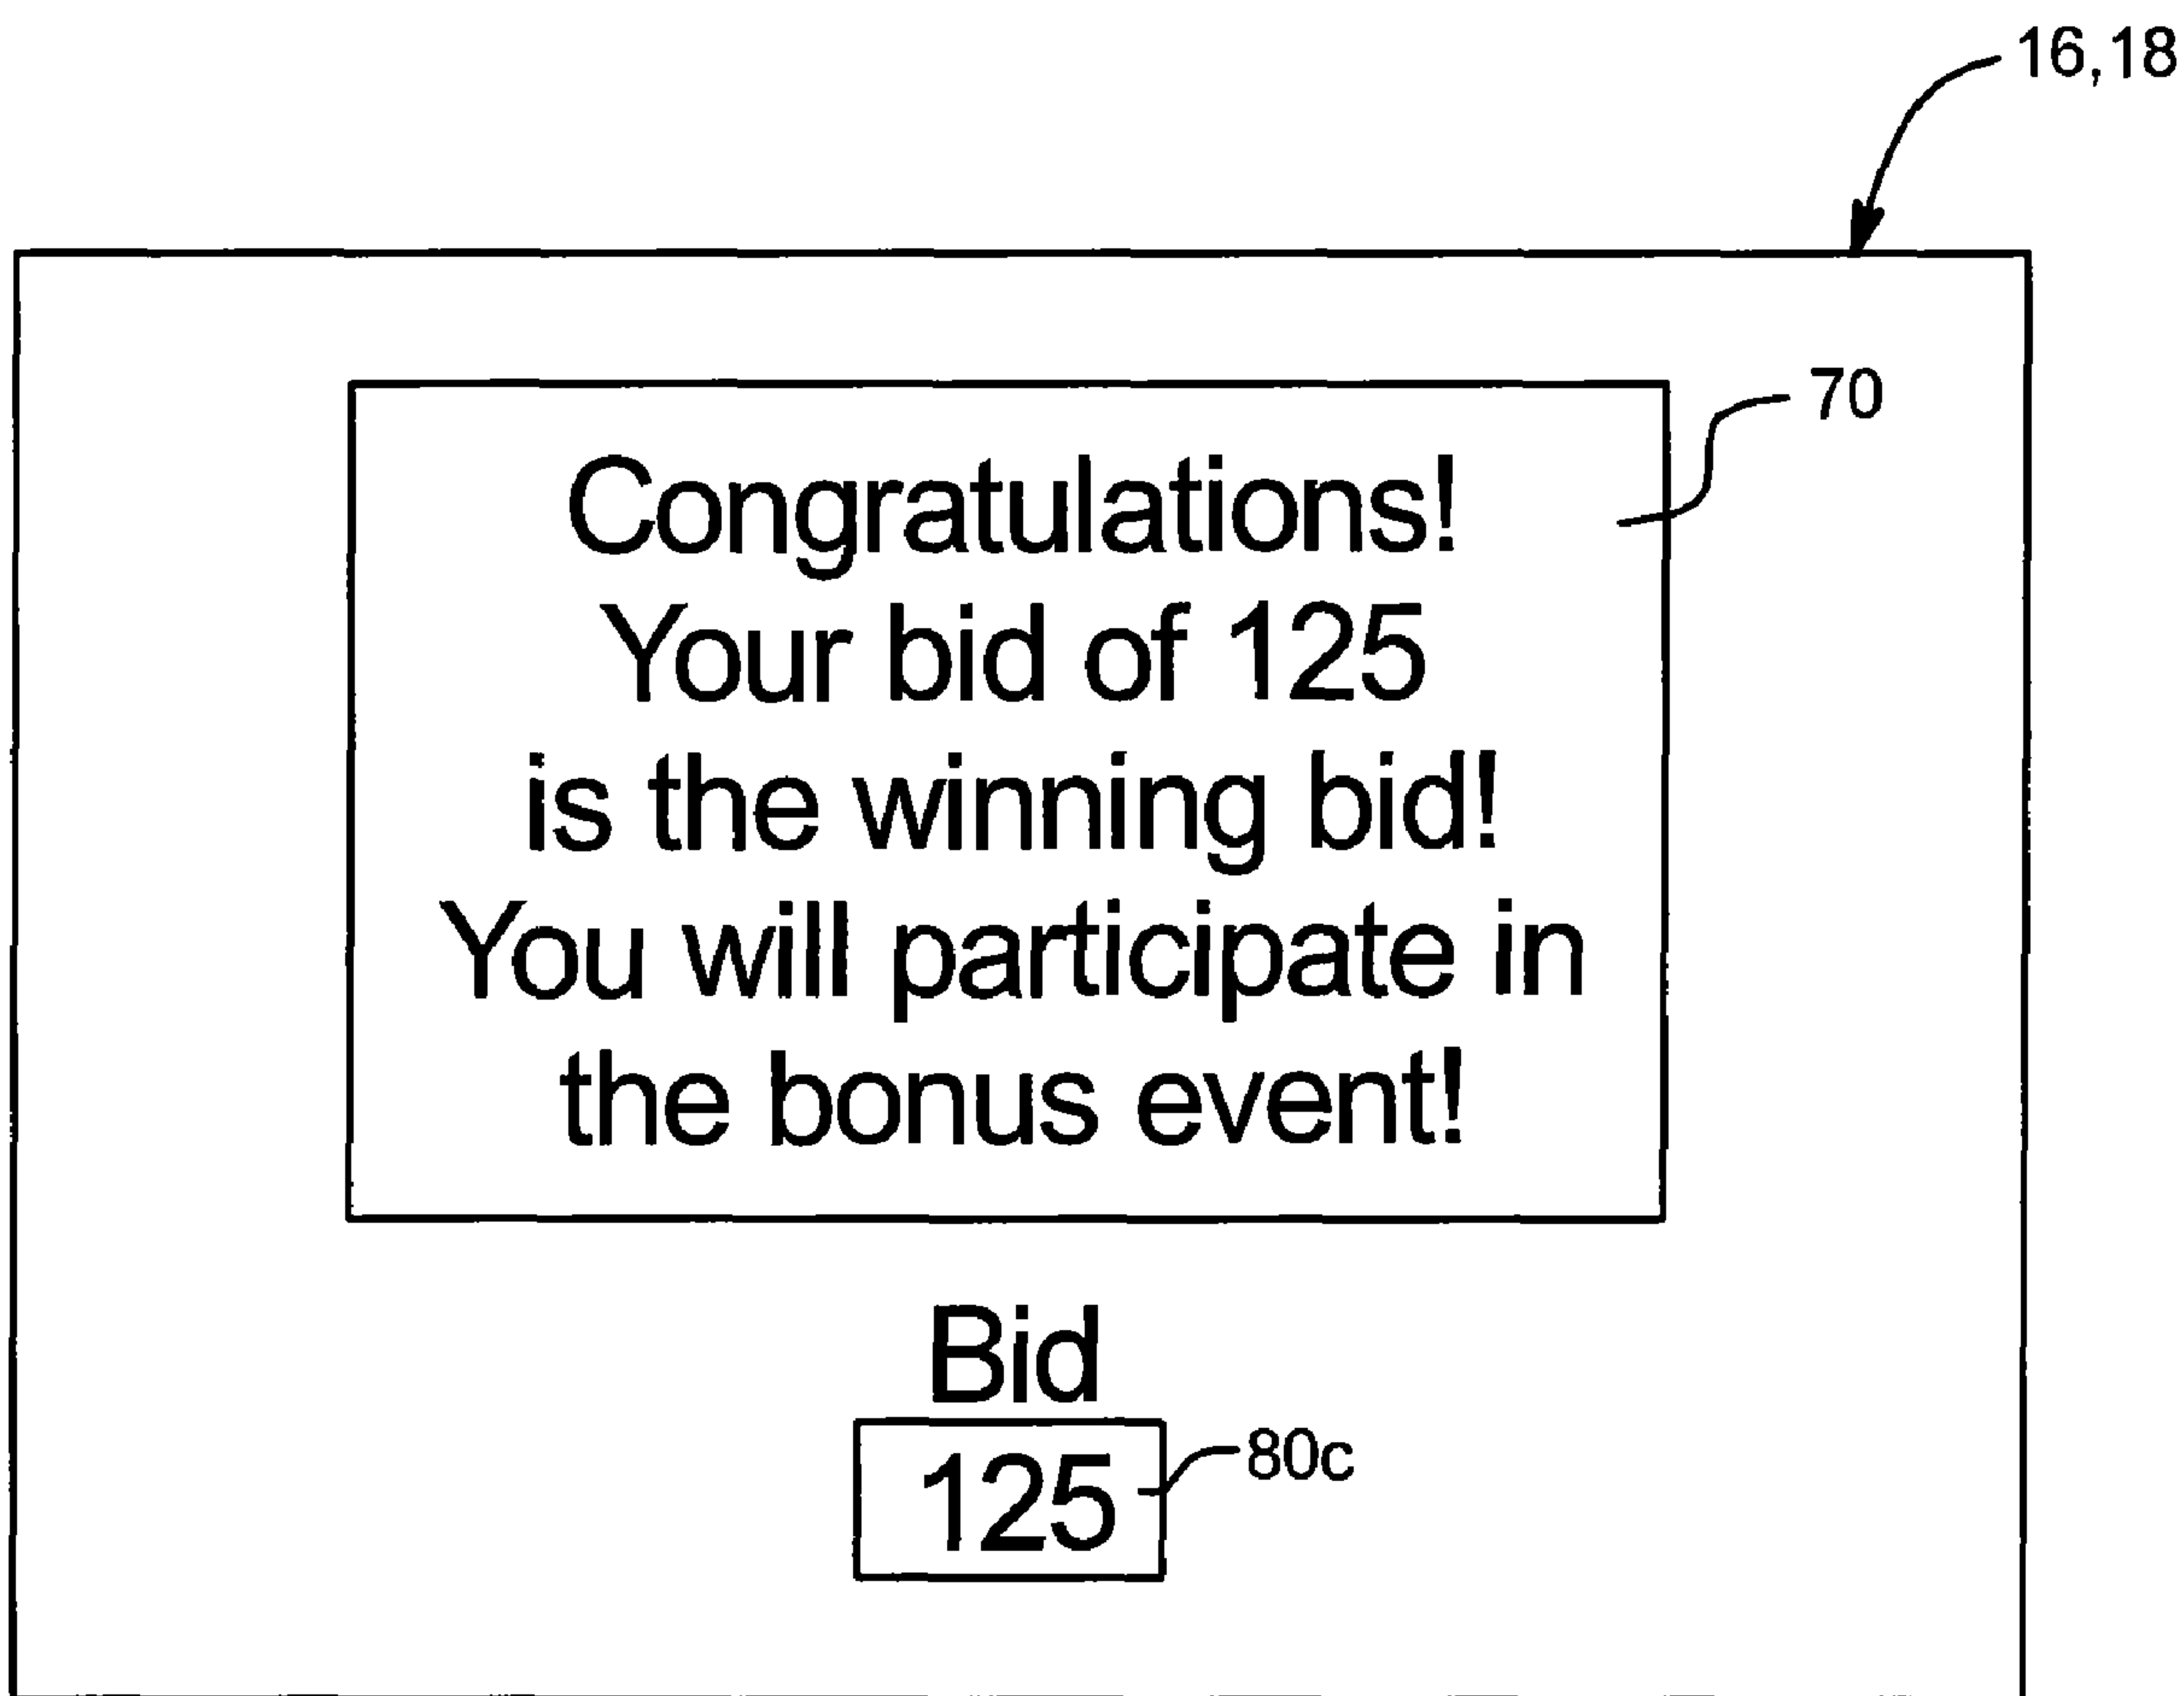 16,18
70
Congratulations!
Your bid of 125
is the winning bid!
You will participate in
the bonus event!
Bid
125
80c